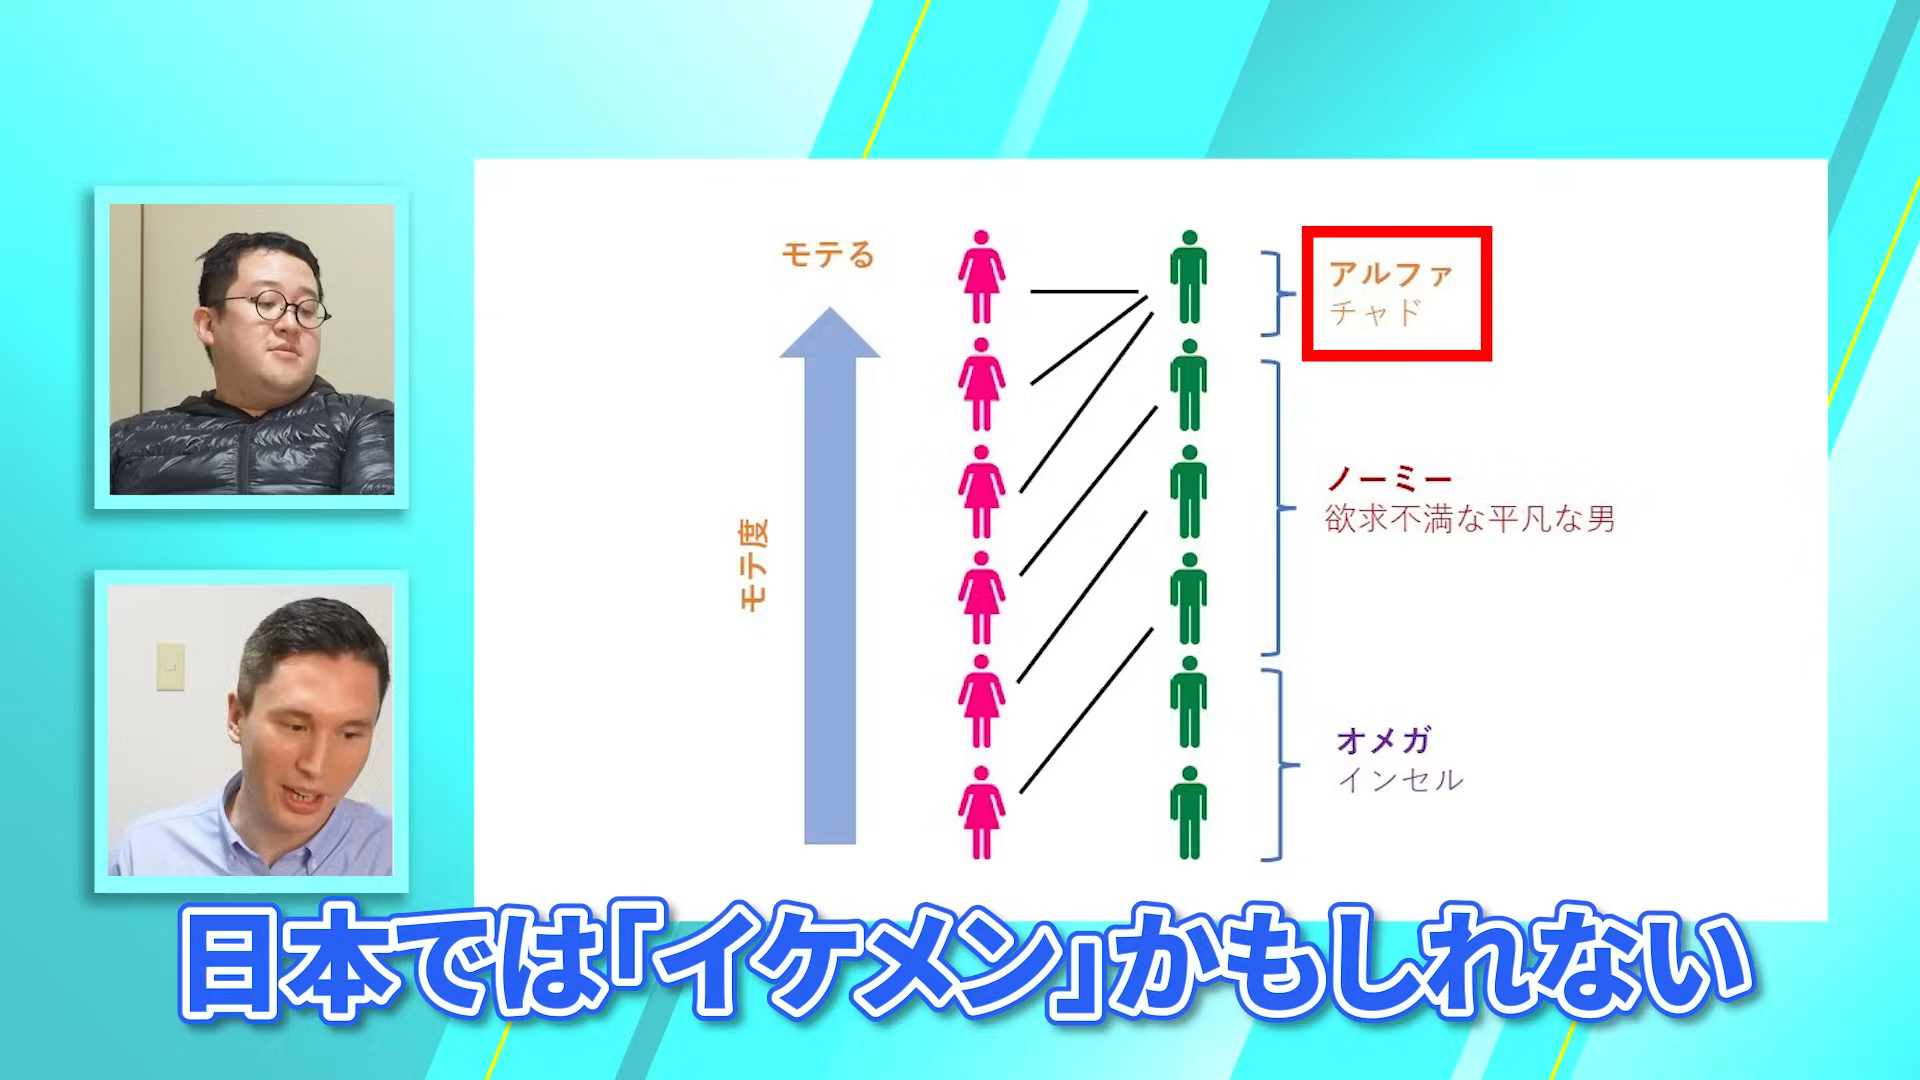 モテる
モテ度
アルファ
チャド
ノーミー
欲求不満な平凡な男
オメガ
インセル
日本では「イケメン」かもしれない